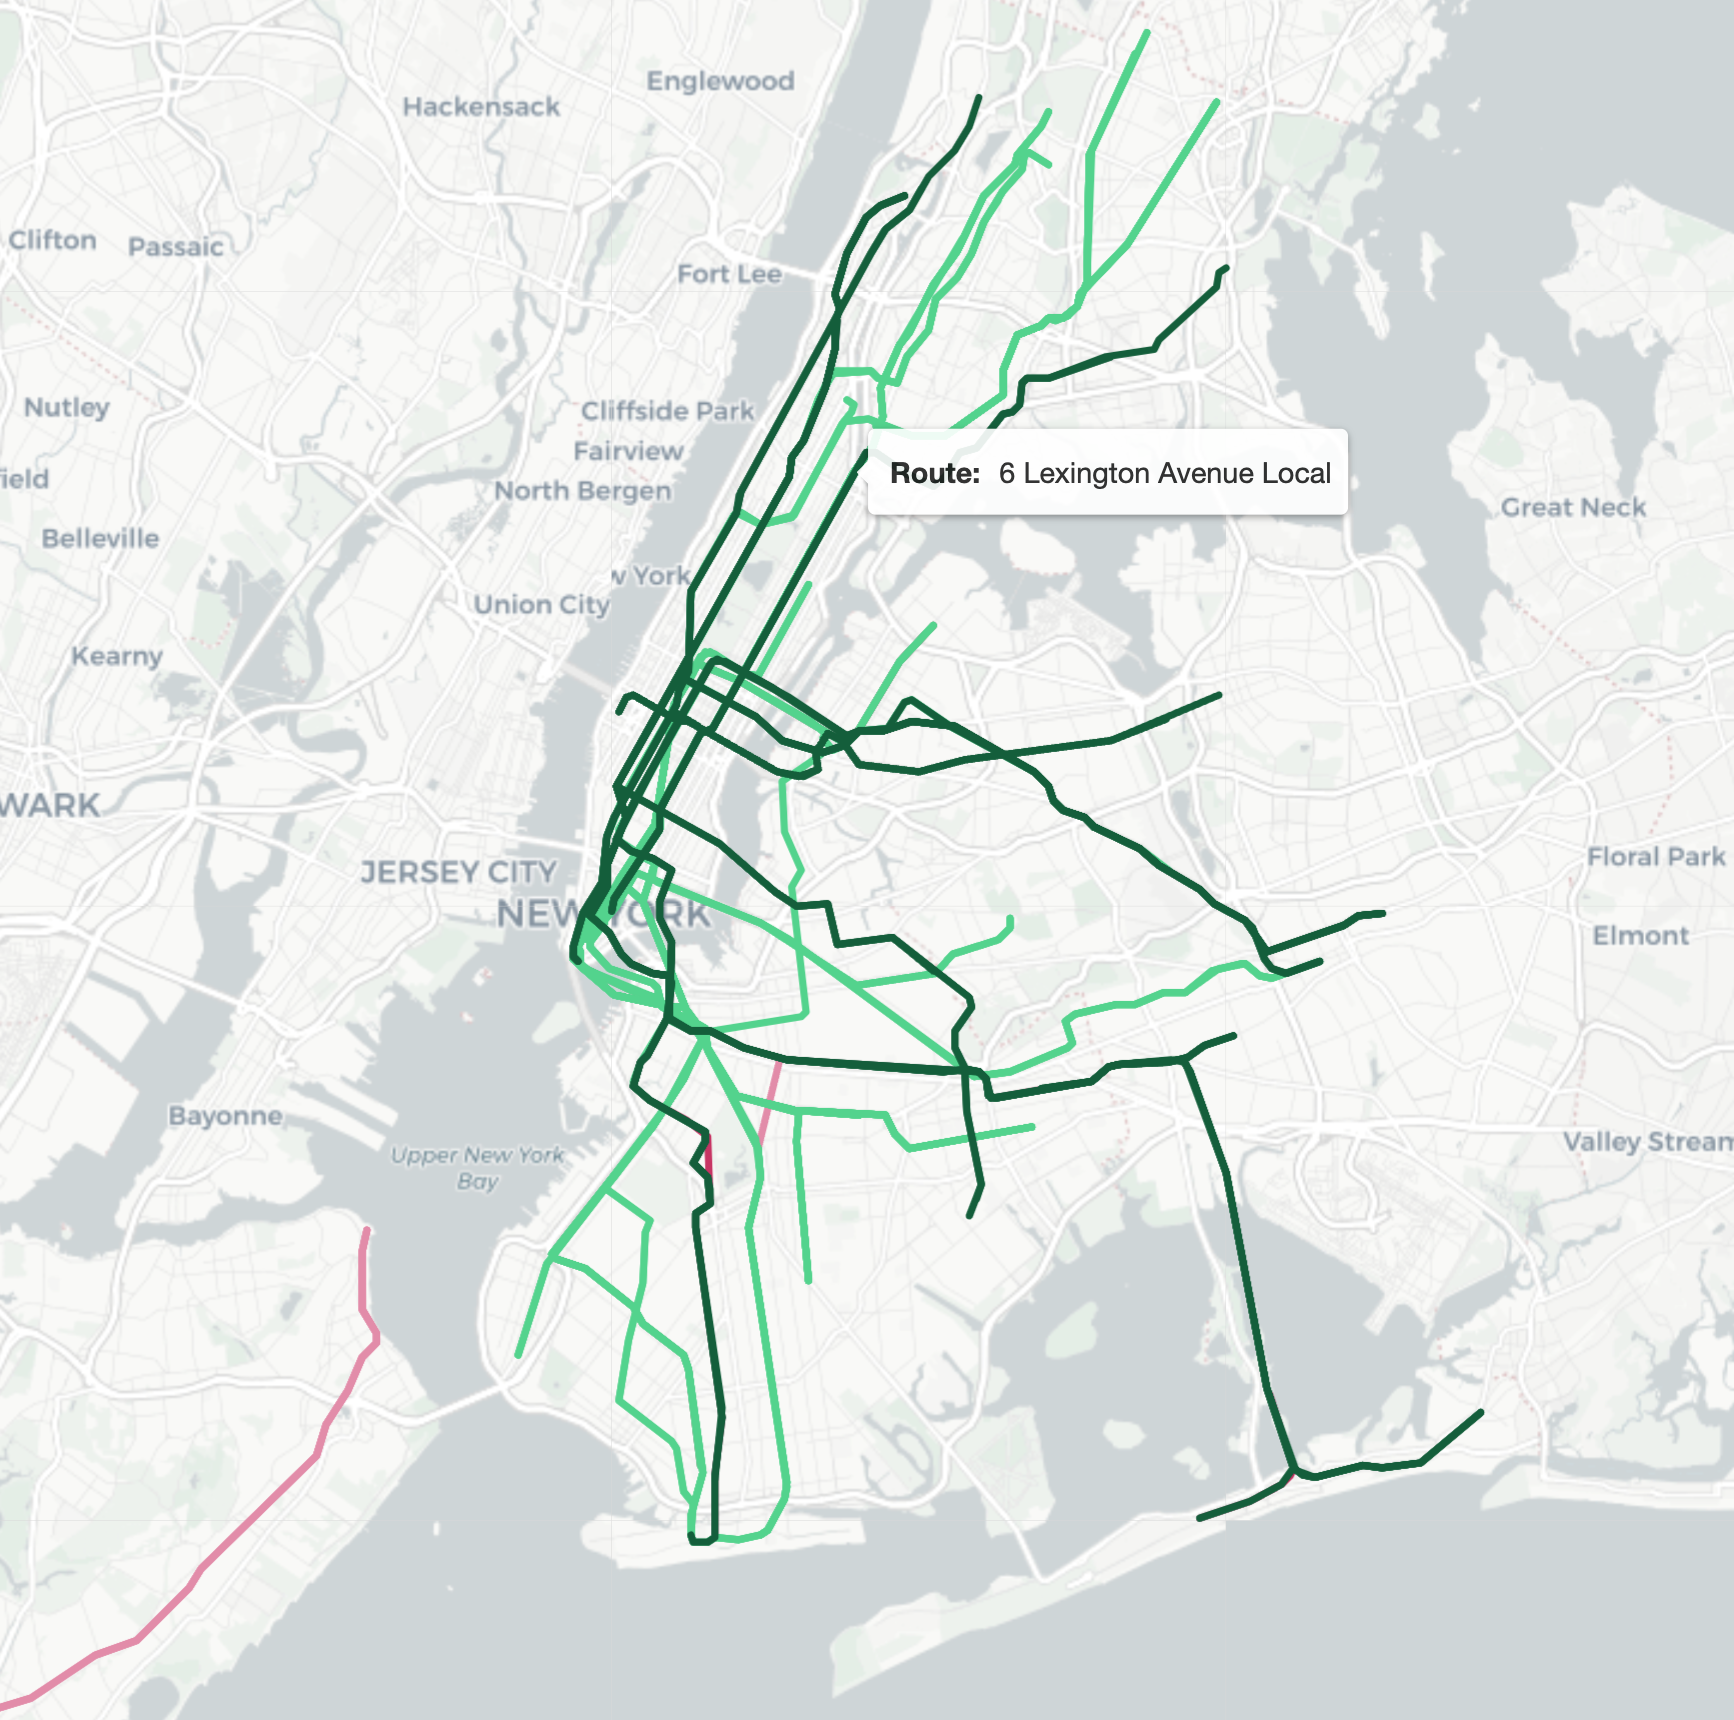 Englewood
Hackensack
Clifton
Passaic
Fort Lee
Nutley
Cliffside Park
Fairview
Route: 6 Lexington Avenue Local
ield
North Bergen
Great Neck
Belleville
w York
Union City
Kearny
WARK
Floral Park
JERSEY CITY
NEW YORK
Elmont
Bayonne
Valley Stream
Upper New York
Bay